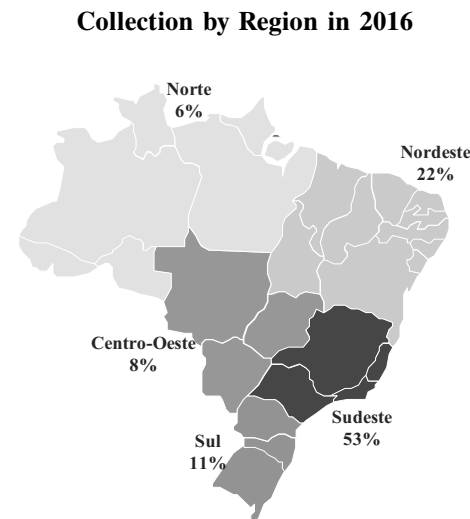 Collection by Region in 2016
Norte
6%
Nordeste
22%
Centro-Oeste
8%
Sudeste
53%
Sul
11%